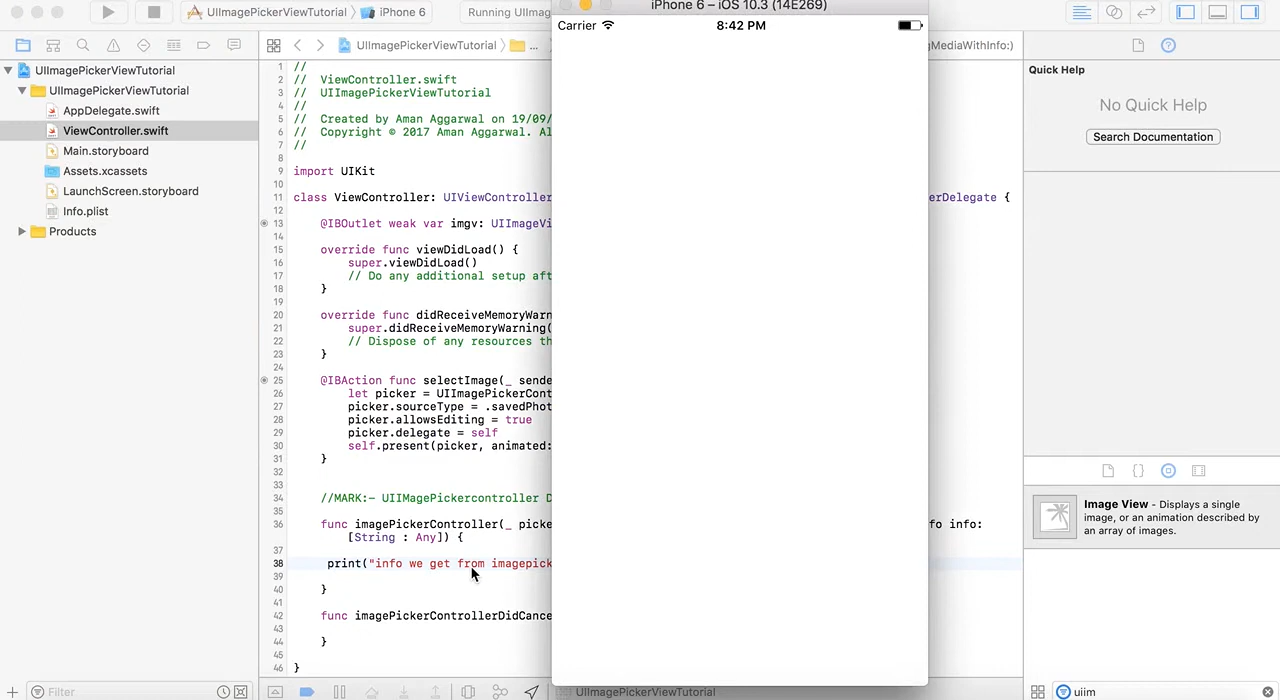 UIImagePickerViewTutorial
iPhone 6
Running UIImag
iPhone 6 – iOS 10.3 (14E269)
UIImagePickerViewTutorial
...
gMediaWithInfo:)
UIImagePickerViewTutorial
UIImagePickerViewTutorial
AppDelegate.swift
ViewController.swift
Main.storyboard
Assets.xcassets
LaunchScreen.storyboard
Info.plist
Products
Filter
1 //
2 //  ViewController.swift
3 //  UIImagePickerViewTutorial
4 //
5 //  Created by Aman Aggarwal on 19/09/
6 //  Copyright © 2017 Aman Aggarwal. Al
7 //
8
9 import UIKit
10
11 class ViewController: UIViewController erDelegate {
12
13 @IBOutlet weak var imgv: UIImageVi
14
15 override func viewDidLoad() {
16 super.viewDidLoad()
17 // Do any additional setup aft
18 }
19
20 override func didReceiveMemoryWarn
21 super.didReceiveMemoryWarning(
22 // Dispose of any resources th
23 }
24
25 @IBAction func selectImage(_ sende
26 let picker = UIImagePickerCont
27 picker.sourceType = .savedPhot
28 picker.allowsEditing = true
29 picker.delegate = self
30 self.present(picker, animated:
31 }
32
33
34 //MARK:- UIIMagePickercontroller D
35
36 func imagePickerController(_ picke fo info:
[String : Any]) {
37
38 print("info we get from imagepick
39
40 }
41
42 func imagePickerControllerDidCance
43
44 }
45
46 }
Carrier
8:42 PM
UIImagePickerViewTutorial
Quick Help
No Quick Help
Search Documentation
Image View - Displays a single
image, or an animation described by
an array of images.
uiim